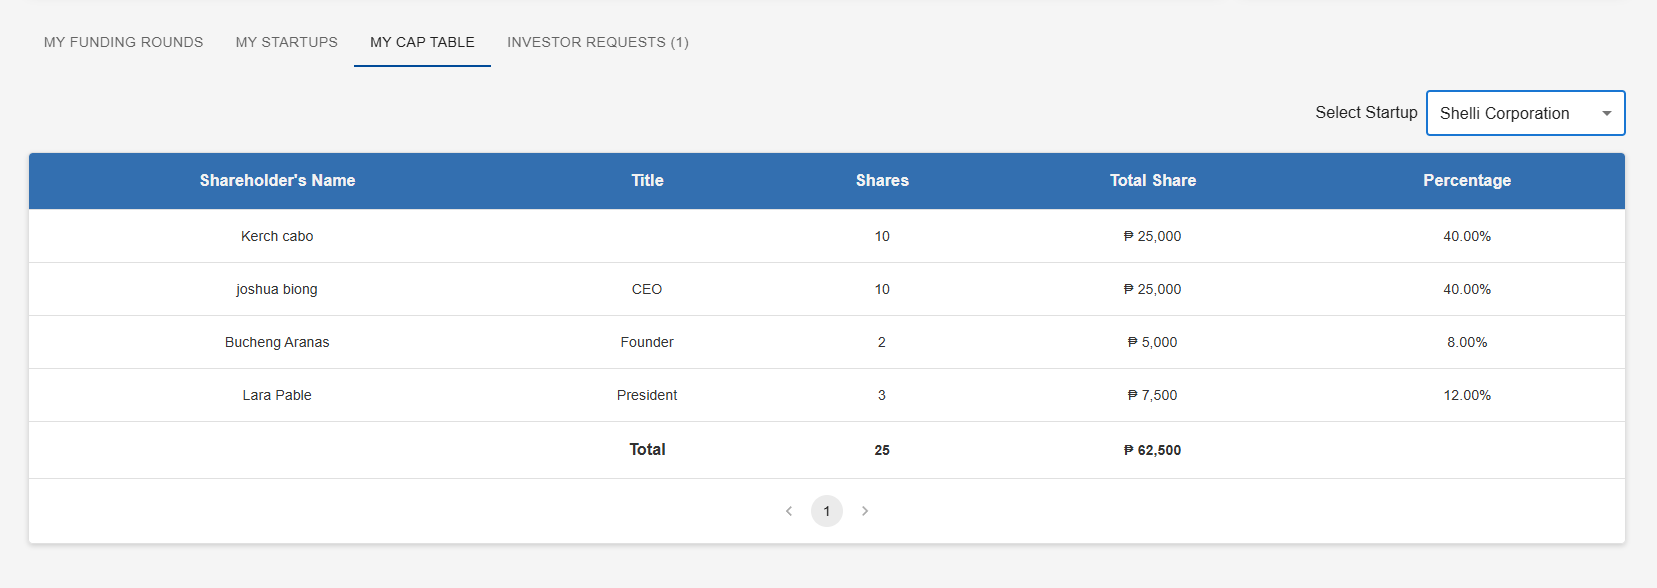 MY FUNDING ROUNDS MY STARTUPS MY CAP TABLE INVESTOR REQUESTS (1)
Select Startup Shelli Corporation
Shareholder's Name Title Shares Total Share Percentage
Kerch cabo 10 ₱ 25,000 40.00%
joshua biong CEO 10 ₱ 25,000 40.00%
Bucheng Aranas Founder 2 ₱ 5,000 8.00%
Lara Pable President 3 ₱ 7,500 12.00%
Total 25 ₱ 62,500
1